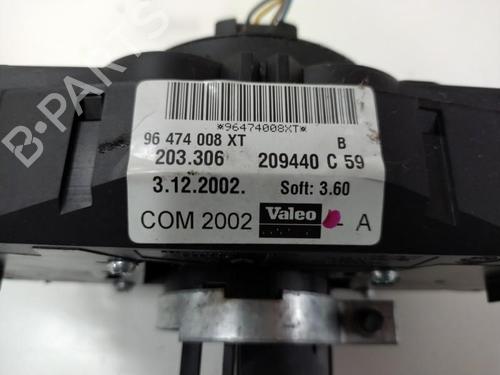 B-PARTS
*96474008XT*
96 474 008 XT B
203.306 209440 C 59
3.12.2002. Soft: 3.60
COM 2002 Valeo - A